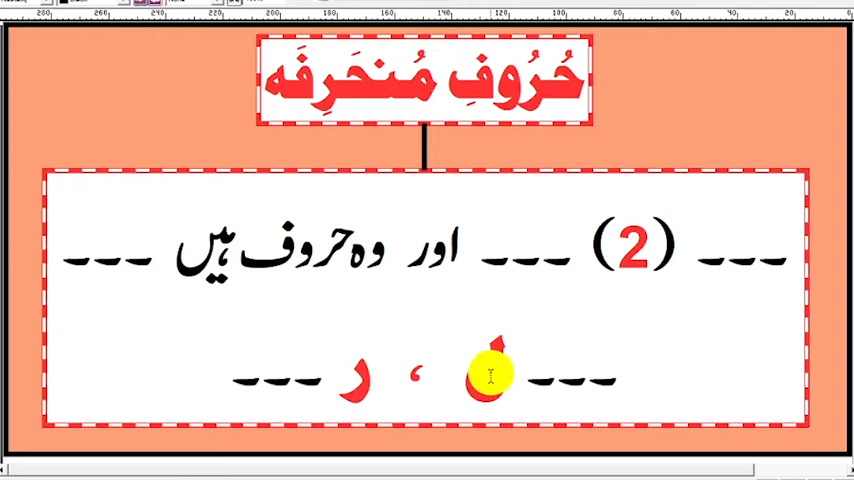 حُرُوفِ مُنحَرِفَه
۔۔۔ (2) ۔۔۔ اور وہ حروف ہیں ۔۔۔
۔۔۔ ل ، ر ۔۔۔